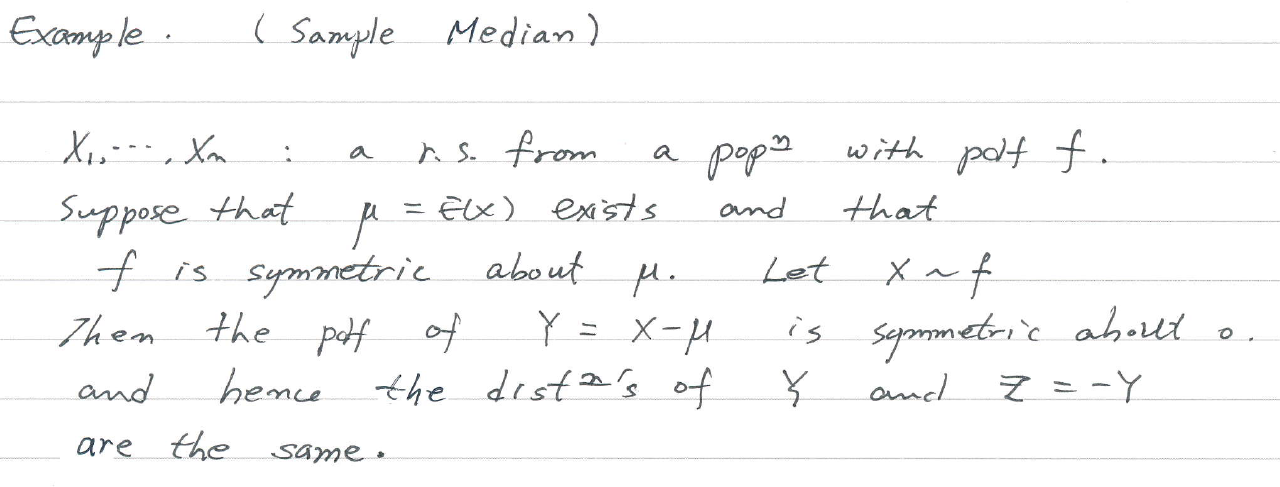 Example. (Sample Median)
X₁, ..., Xₙ : a r.s. from a popⁿ with pdf f.
Suppose that μ = E(X) exists and that
f is symmetric about μ. Let X ~ f
Then the pdf of Y = X-μ is symmetric about 0.
and hence the distⁿ's of Y and Z = -Y
are the same.